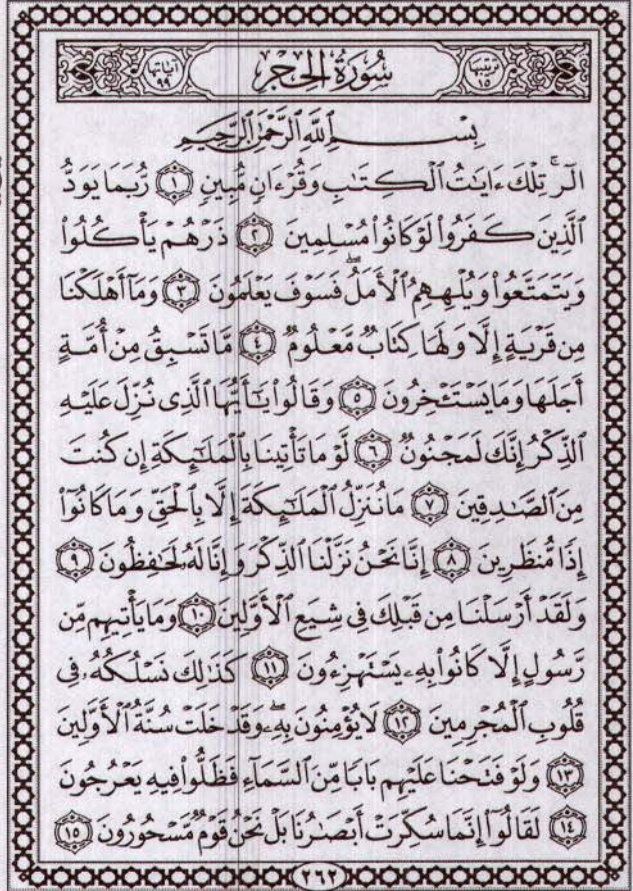 ترتيبها ١٥ سُورَةُ الحِجْرِ آياتها ٩٩
بِسْمِ ٱللَّهِ ٱلرَّحْمَٰنِ ٱلرَّحِيمِ
الٓرۚ تِلْكَ ءَايَٰتُ ٱلْكِتَٰبِ وَقُرْءَانٍ مُّبِينٍ ١ رُّبَمَا يَوَدُّ
ٱلَّذِينَ كَفَرُوا۟ لَوْ كَانُوا۟ مُسْلِمِينَ ٢ ذَرْهُمْ يَأْكُلُوا۟
وَيَتَمَتَّعُوا۟ وَيُلْهِهِمُ ٱلْأَمَلُۖ فَسَوْفَ يَعْلَمُونَ ٣ وَمَآ أَهْلَكْنَا
مِن قَرْيَةٍ إِلَّا وَلَهَا كِتَابٌ مَّعْلُومٌ ٤ مَّا تَسْبِقُ مِنْ أُمَّةٍ
أَجَلَهَا وَمَا يَسْتَـْٔخِرُونَ ٥ وَقَالُوا۟ يَٰٓأَيُّهَا ٱلَّذِى نُزِّلَ عَلَيْهِ
ٱلذِّكْرُ إِنَّكَ لَمَجْنُونٌ ٦ لَّوْ مَا تَأْتِينَا بِٱلْمَلَٰٓئِكَةِ إِن كُنتَ
مِنَ ٱلصَّٰدِقِينَ ٧ مَا نُنَزِّلُ ٱلْمَلَٰٓئِكَةَ إِلَّا بِٱلْحَقِّ وَمَا كَانُوٓا۟
إِذًا مُّنظَرِينَ ٨ إِنَّا نَحْنُ نَزَّلْنَا ٱلذِّكْرَ وَإِنَّا لَهُۥ لَحَٰفِظُونَ ٩
وَلَقَدْ أَرْسَلْنَا مِن قَبْلِكَ فِى شِيَعِ ٱلْأَوَّلِينَ ١٠ وَمَا يَأْتِيهِم مِّن
رَّسُولٍ إِلَّا كَانُوا۟ بِهِۦ يَسْتَهْزِءُونَ ١١ كَذَٰلِكَ نَسْلُكُهُۥ فِى
قُلُوبِ ٱلْمُجْرِمِينَ ١٢ لَا يُؤْمِنُونَ بِهِۦۖ وَقَدْ خَلَتْ سُنَّةُ ٱلْأَوَّلِينَ
١٣ وَلَوْ فَتَحْنَا عَلَيْهِم بَابًا مِّنَ ٱلسَّمَآءِ فَظَلُّوا۟ فِيهِ يَعْرُجُونَ
١٤ لَقَالُوٓا۟ إِنَّمَا سُكِّرَتْ أَبْصَٰرُنَا بَلْ نَحْنُ قَوْمٌ مَّسْحُورُونَ ١٥
٢٦٢